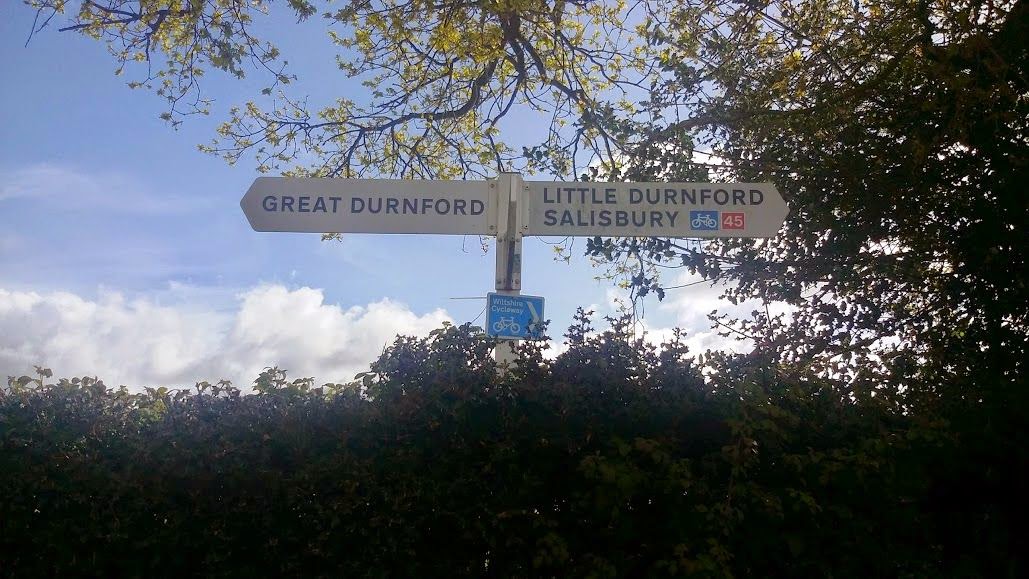 GREAT DURNFORD
LITTLE DURNFORD
SALISBURY 45
Wiltshire
Cycleway